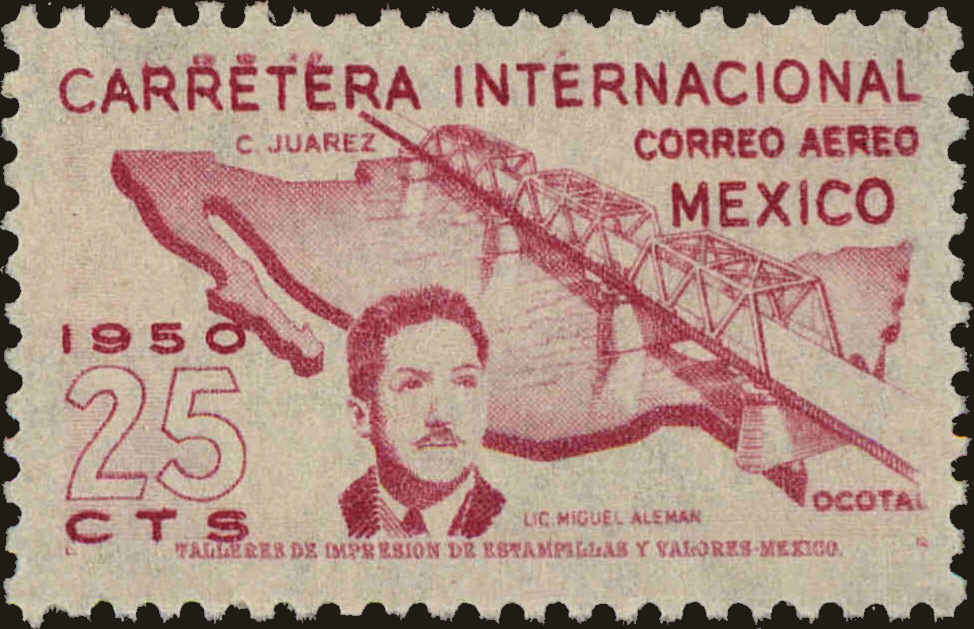 CARRETERA INTERNACIONAL
C. JUAREZ
CORREO AEREO
MEXICO
1950
25
CTS
OCOTAL
LIC. MIGUEL ALEMAN
TALLERES DE IMPRESION DE ESTAMPILLAS Y VALORES-MEXICO.